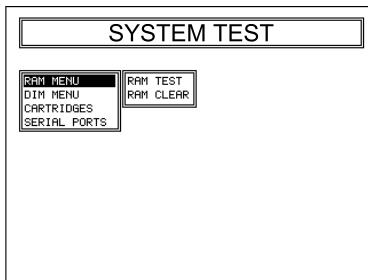 SYSTEM TEST
RAM MENU
DIM MENU
CARTRIDGES
SERIAL PORTS
RAM TEST
RAM CLEAR